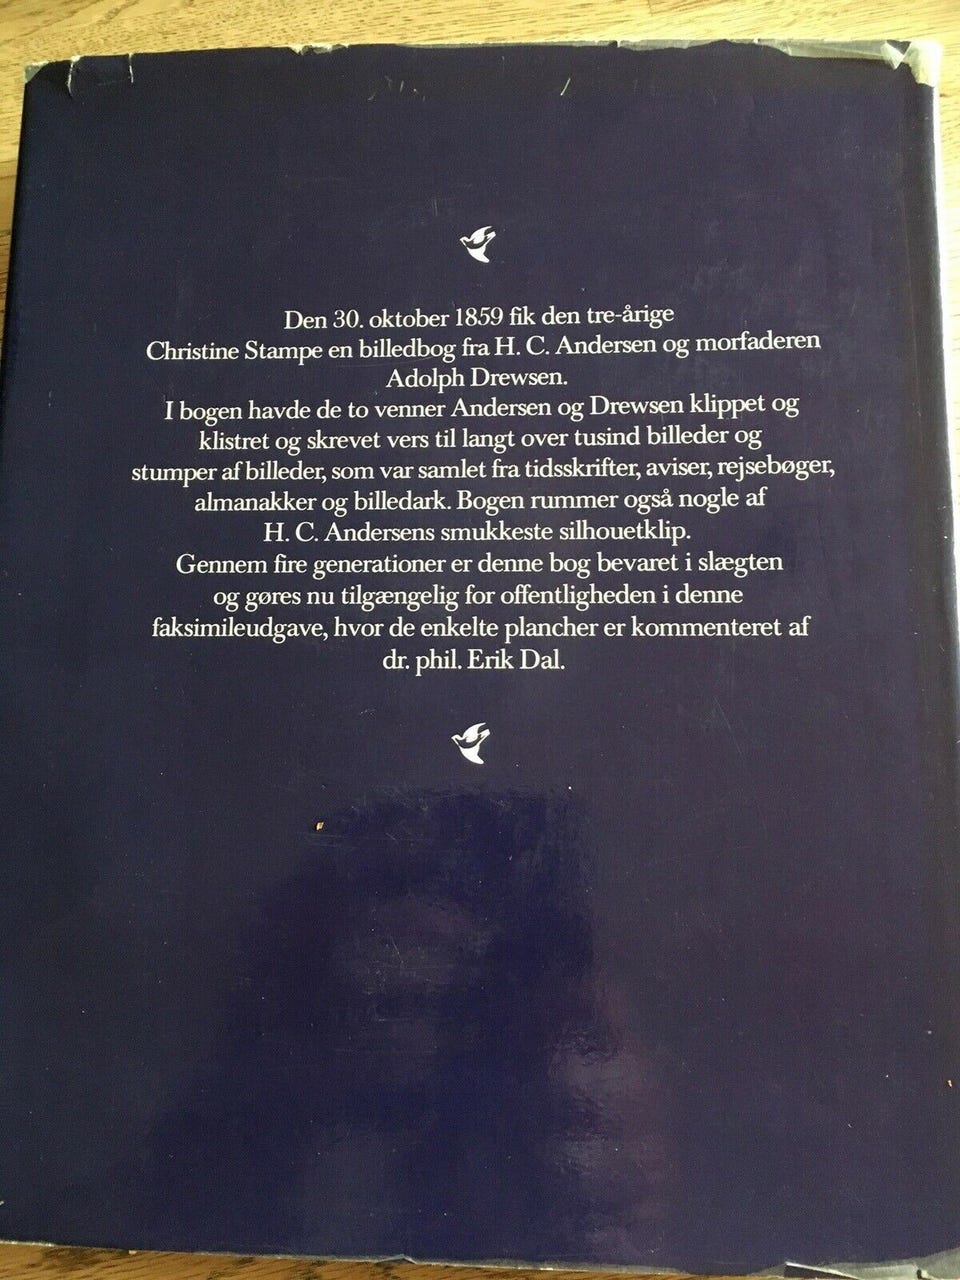 Den 30. oktober 1859 fik den tre-årige
Christine Stampe en billedbog fra H. C. Andersen og morfaderen
Adolph Drewsen.
I bogen havde de to venner Andersen og Drewsen klippet og
klistret og skrevet vers til langt over tusind billeder og
stumper af billeder, som var samlet fra tidsskrifter, aviser, rejsebøger,
almanakker og billedark. Bogen rummer også nogle af
H. C. Andersens smukkeste silhouetklip.
Gennem fire generationer er denne bog bevaret i slægten
og gøres nu tilgængelig for offentligheden i denne
faksimileudgave, hvor de enkelte plancher er kommenteret af
dr. phil. Erik Dal.